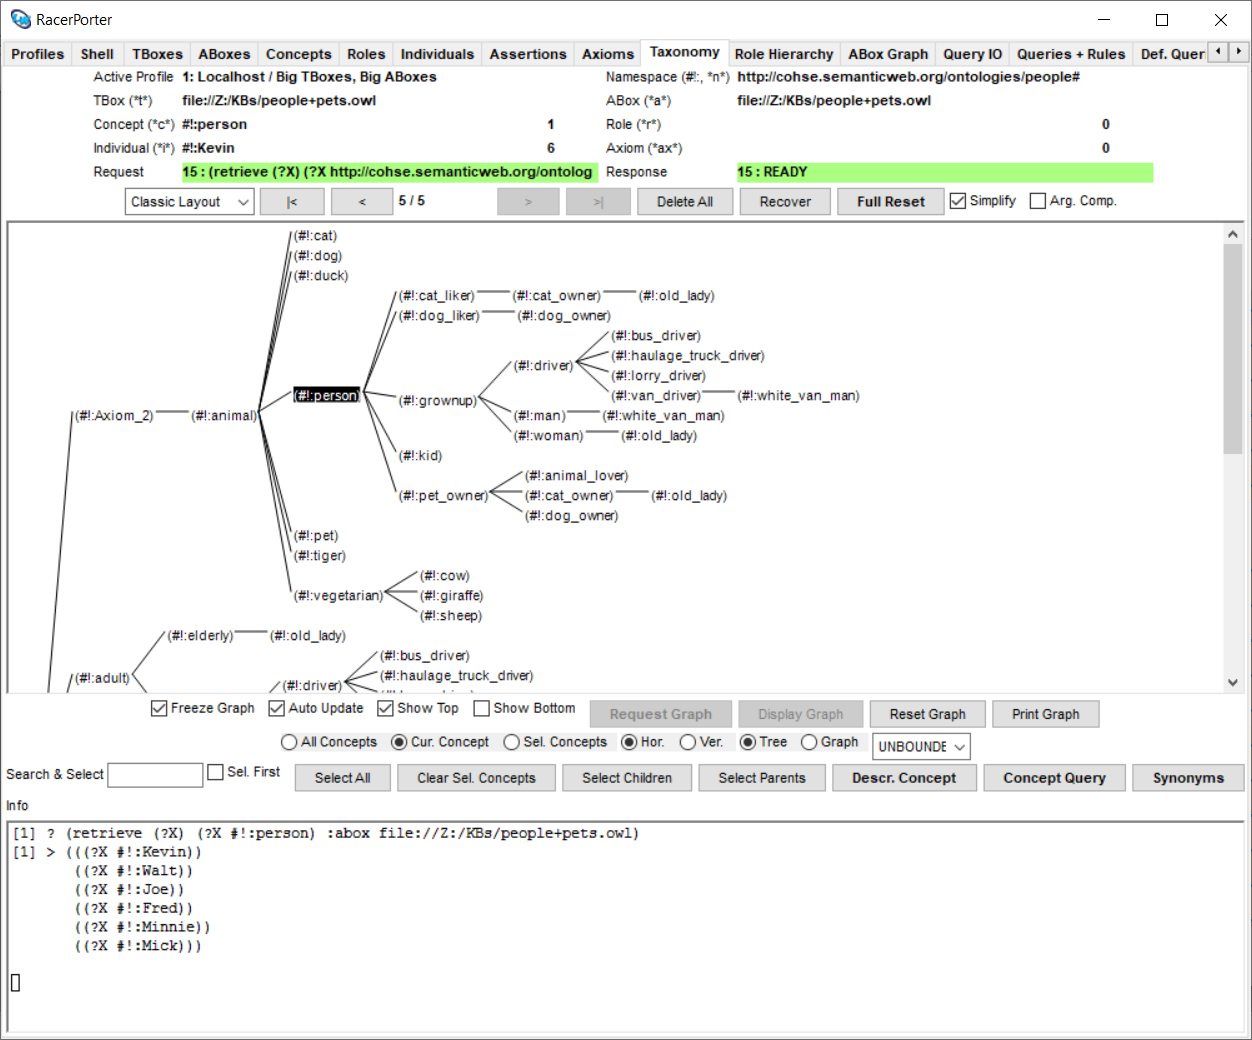 RacerPorter
Profiles Shell TBoxes ABoxes Concepts Roles Individuals Assertions Axioms Taxonomy Role Hierarchy ABox Graph Query IO Queries + Rules Def. Quer
Active Profile 1: Localhost / Big TBoxes, Big ABoxes Namespace (#!:, *n*) http://cohse.semanticweb.org/ontologies/people#
TBox (*t*) file://Z:/KBs/people+pets.owl ABox (*a*) file://Z:/KBs/people+pets.owl
Concept (*c*) #!:person 1 Role (*r*) 0
Individual (*i*) #!:Kevin 6 Axiom (*ax*) 0
Request 15 : (retrieve (?X) (?X http://cohse.semanticweb.org/ontolog Response 15 : READY
Classic Layout |< < 5 / 5 > >| Delete All Recover Full Reset Simplify Arg. Comp.
(#!:cat)
(#!:dog)
(#!:duck)
(#!:cat_liker) (#!:cat_owner) (#!:old_lady)
(#!:dog_liker) (#!:dog_owner)
(#!:bus_driver)
(#!:haulage_truck_driver)
(#!:driver)
(#!:lorry_driver)
(#!:person) (#!:van_driver) (#!:white_van_man)
(#!:grownup)
(#!:Axiom_2) (#!:animal) (#!:man) (#!:white_van_man)
(#!:woman) (#!:old_lady)
(#!:kid)
(#!:animal_lover)
(#!:pet_owner) (#!:cat_owner) (#!:old_lady)
(#!:dog_owner)
(#!:pet)
(#!:tiger)
(#!:cow)
(#!:vegetarian) (#!:giraffe)
(#!:sheep)
(#!:elderly) (#!:old_lady)
(#!:bus_driver)
(#!:adult) (#!:haulage_truck_driver)
(#!:driver)
Freeze Graph Auto Update Show Top Show Bottom Request Graph Display Graph Reset Graph Print Graph
All Concepts Cur. Concept Sel. Concepts Hor. Ver. Tree Graph UNBOUNDE
Search & Select Sel. First Select All Clear Sel. Concepts Select Children Select Parents Descr. Concept Concept Query Synonyms
Info
[1] ? (retrieve (?X) (?X #!:person) :abox file://Z:/KBs/people+pets.owl)
[1] > (((?X #!:Kevin))
((?X #!:Walt))
((?X #!:Joe))
((?X #!:Fred))
((?X #!:Minnie))
((?X #!:Mick)))